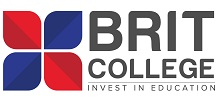 BRIT
COLLEGE
INVEST IN EDUCATION